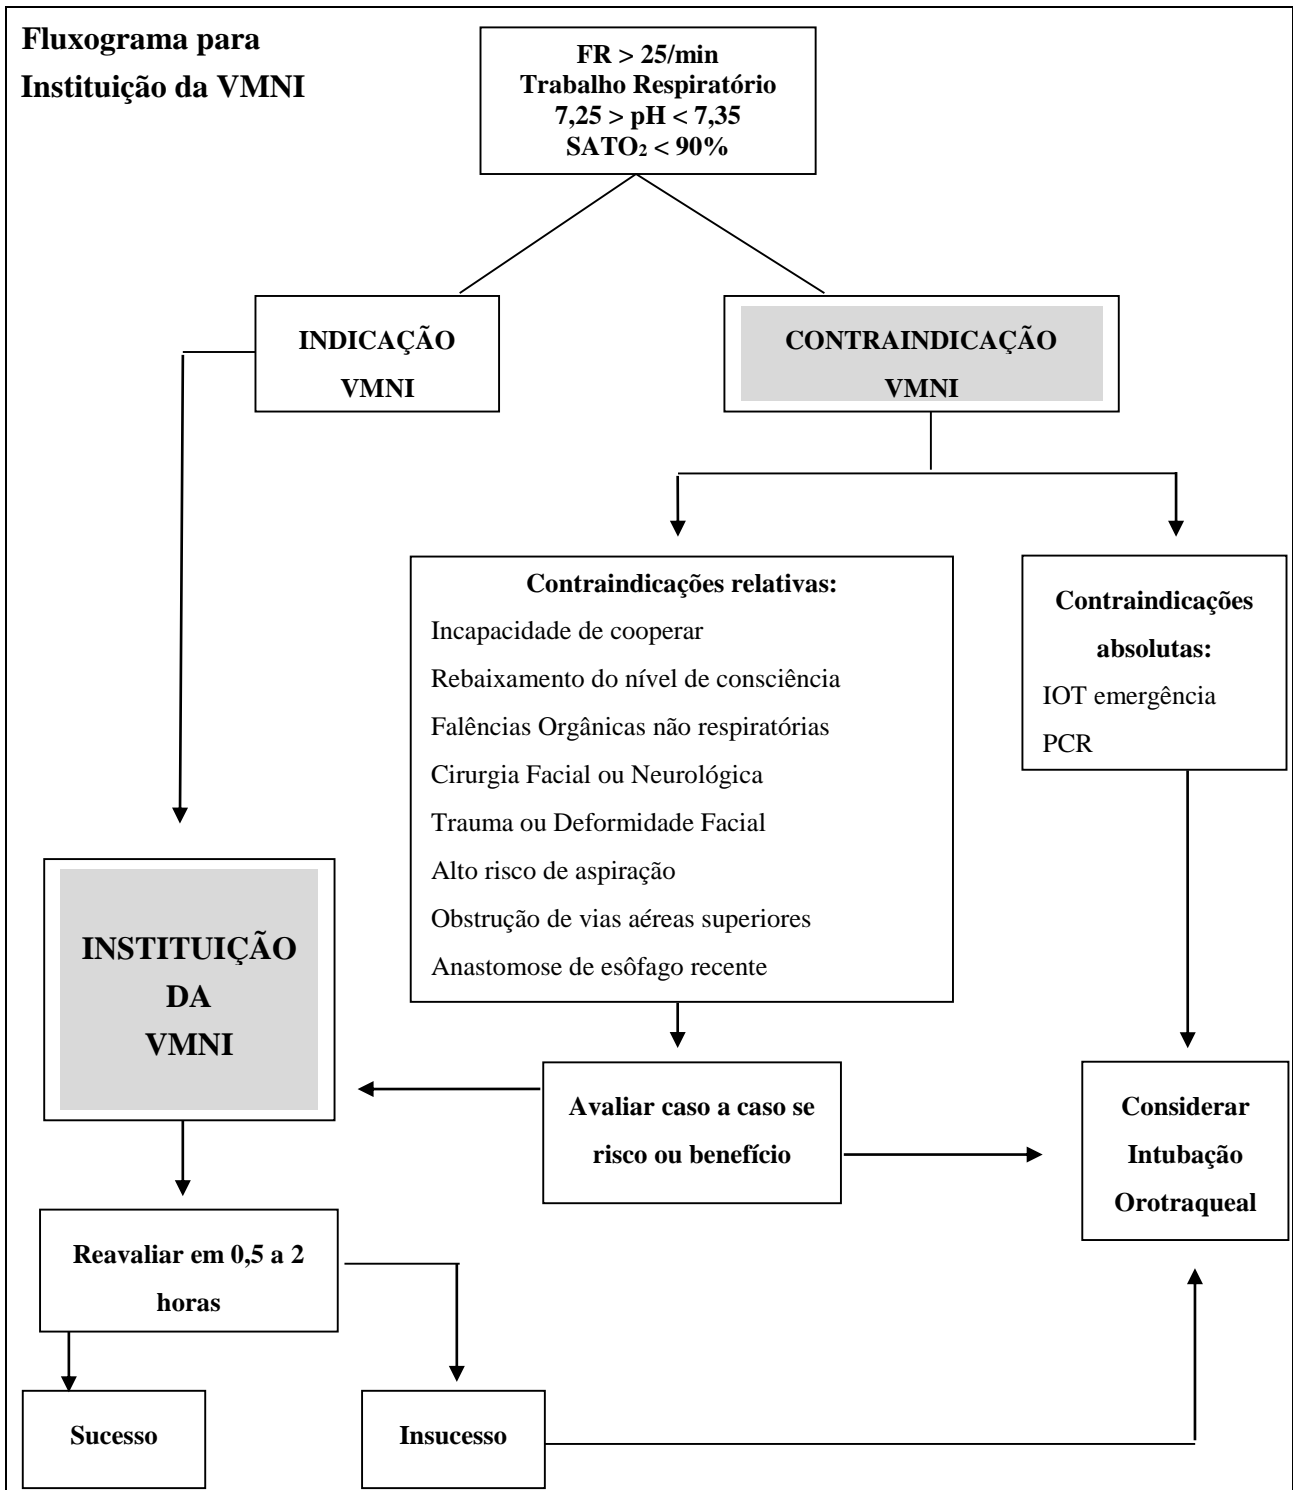 Fluxograma para
Instituição da VMNI
FR > 25/min
Trabalho Respiratório
7,25 > pH < 7,35
SATO₂ < 90%
INDICAÇÃO
VMNI
CONTRAINDICAÇÃO
VMNI
Contraindicações relativas:
Incapacidade de cooperar
Rebaixamento do nível de consciência
Falências Orgânicas não respiratórias
Cirurgia Facial ou Neurológica
Trauma ou Deformidade Facial
Alto risco de aspiração
Obstrução de vias aéreas superiores
Anastomose de esôfago recente
Contraindicações
absolutas:
IOT emergência
PCR
INSTITUIÇÃO
DA
VMNI
Avaliar caso a caso se
risco ou benefício
Considerar
Intubação
Orotraqueal
Reavaliar em 0,5 a 2
horas
Sucesso
Insucesso